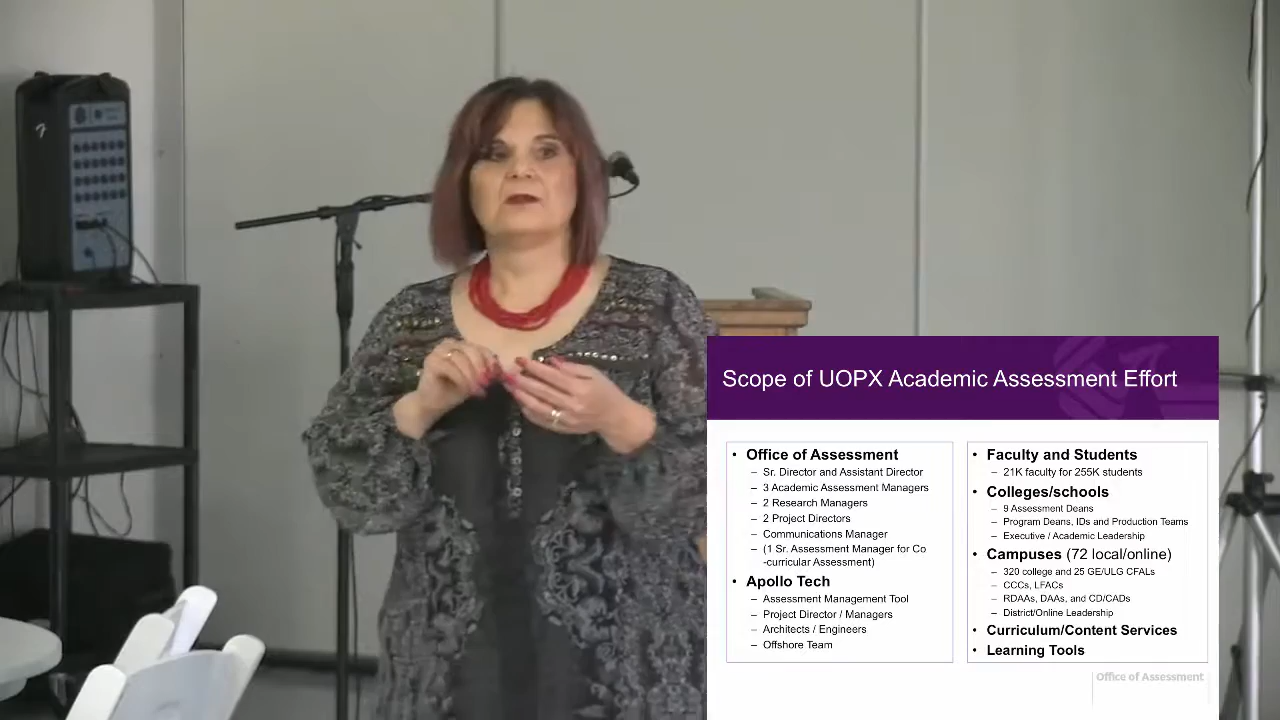 Scope of UOPX Academic Assessment Effort
• Office of Assessment
– Sr. Director and Assistant Director
– 3 Academic Assessment Managers
– 2 Research Managers
– 2 Project Directors
– Communications Manager
– (1 Sr. Assessment Manager for Co
-curricular Assessment)
• Apollo Tech
– Assessment Management Tool
– Project Director / Managers
– Architects / Engineers
– Offshore Team
• Faculty and Students
– 21K faculty for 255K students
• Colleges/schools
– 9 Assessment Deans
– Program Deans, IDs and Production Teams
– Executive / Academic Leadership
• Campuses (72 local/online)
– 320 college and 25 GE/ULG CFALs
– CCCs, LFACs
– RDAAs, DAAs, and CD/CADs
– District/Online Leadership
• Curriculum/Content Services
• Learning Tools
Office of Assessment